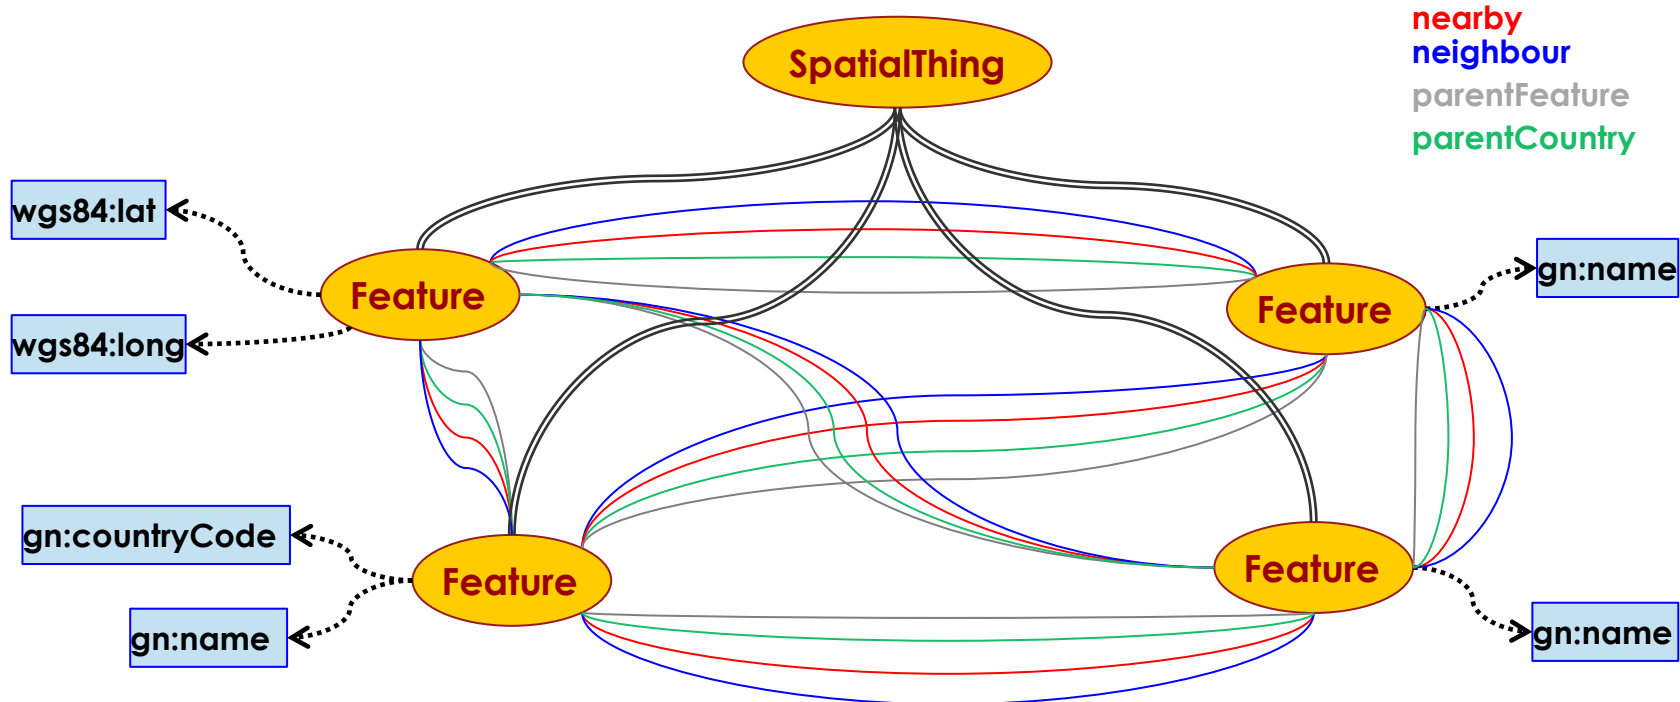 nearby
neighbour
parentFeature
parentCountry
SpatialThing
wgs84:lat
wgs84:long
Feature
Feature
gn:name
gn:countryCode
gn:name
Feature
Feature
gn:name